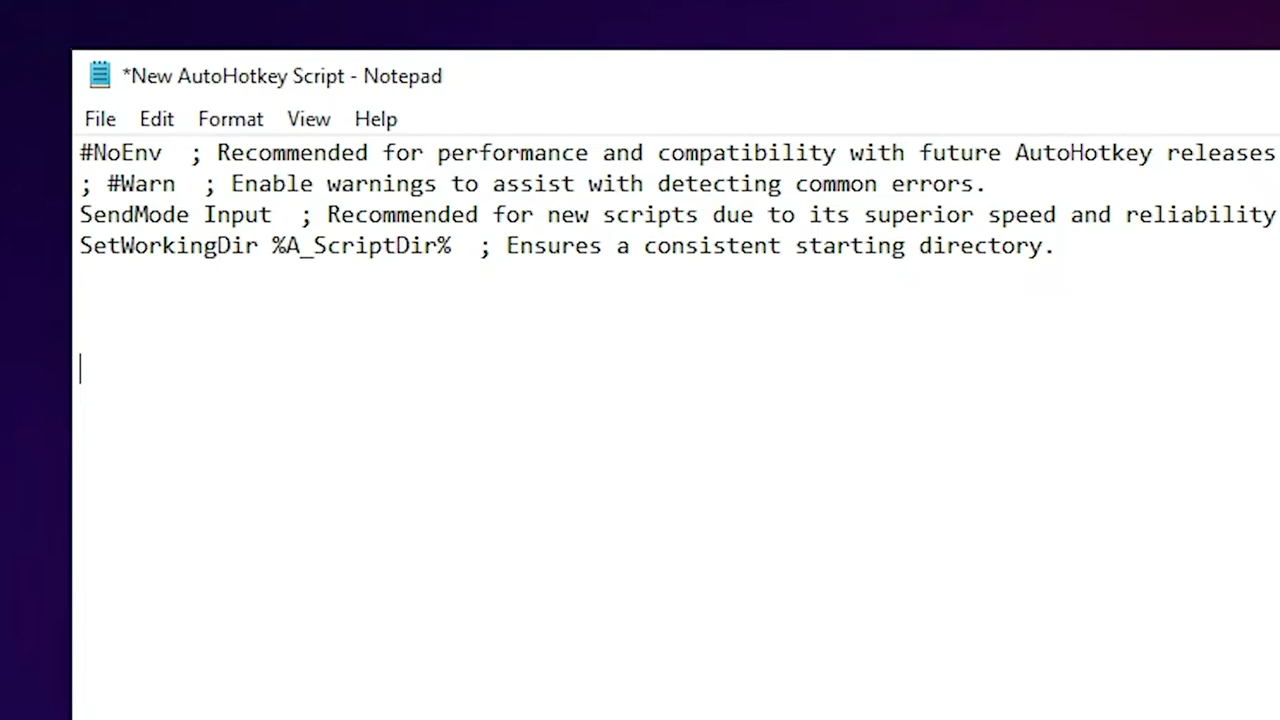 *New AutoHotkey Script - Notepad
File Edit Format View Help
#NoEnv  ; Recommended for performance and compatibility with future AutoHotkey releases
; #Warn  ; Enable warnings to assist with detecting common errors.
SendMode Input  ; Recommended for new scripts due to its superior speed and reliability
SetWorkingDir %A_ScriptDir%  ; Ensures a consistent starting directory.